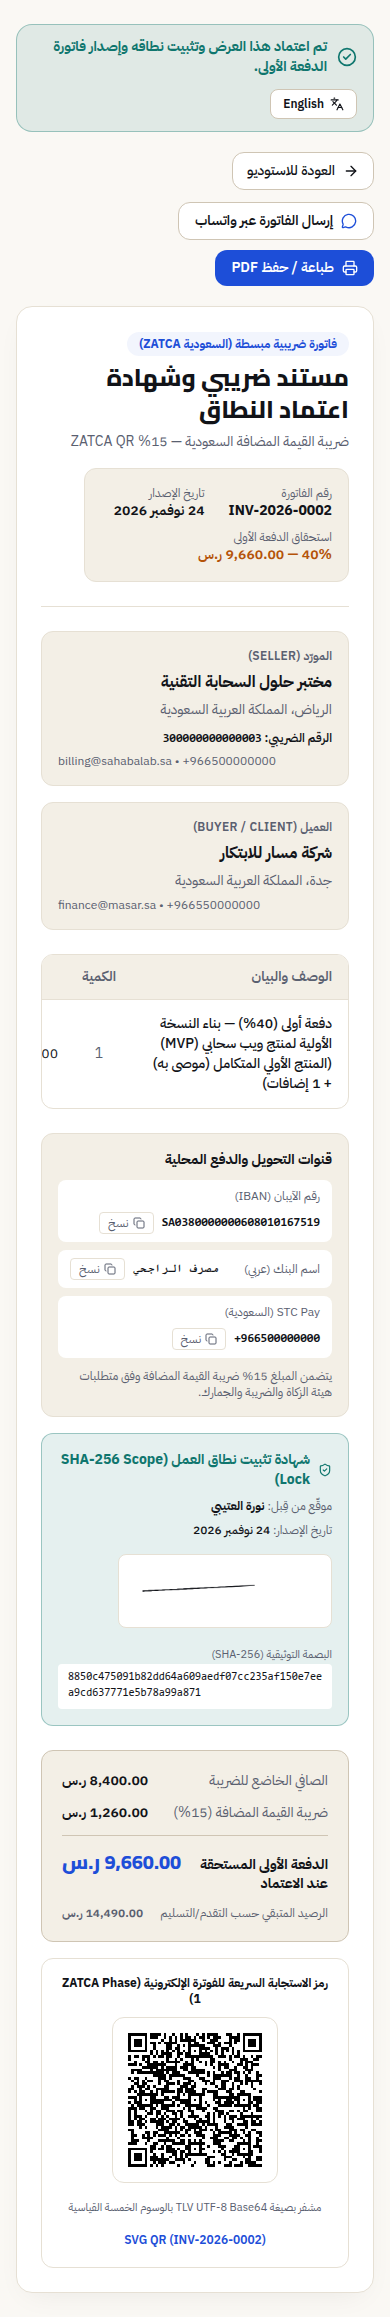 تم اعتماد هذا العرض وتثبيت نطاقه وإصدار فاتورة
الدفعة الأولى.
English
العودة للاستوديو
إرسال الفاتورة عبر واتساب
طباعة / حفظ PDF
فاتورة ضريبية مبسطة (السعودية ZATCA)
مستند ضريبي وشهادة
اعتماد النطاق
ضريبة القيمة المضافة السعودية — 15% ZATCA QR
رقم الفاتورة
INV-2026-0002
تاريخ الإصدار
24 نوفمبر 2026
استحقاق الدفعة الأولى
40% — 9,660.00 ر.س
المورّد (SELLER)
مختبر حلول السحابة التقنية
الرياض، المملكة العربية السعودية
الرقم الضريبي: 300000000000003
billing@sahabalab.sa • +966500000000
العميل (BUYER / CLIENT)
شركة مسار للابتكار
جدة، المملكة العربية السعودية
finance@masar.sa • +966550000000
الوصف والبيان
الكمية
دفعة أولى (40%) — بناء النسخة
الأولية لمنتج ويب سحابي (MVP)
(المنتج الأولي المتكامل (موصى به)
+ 1 إضافات)
1
00
قنوات التحويل والدفع المحلية
رقم الآيبان (IBAN)
SA0380000000608010167519
نسخ
اسم البنك (عربي)
مصرف الراجحي
نسخ
STC Pay (السعودية)
+966500000000
نسخ
يتضمن المبلغ 15% ضريبة القيمة المضافة وفق متطلبات
هيئة الزكاة والضريبة والجمارك.
شهادة تثبيت نطاق العمل (SHA-256 Scope
Lock)
موقّع من قِبل: نورة العتيبي
تاريخ الإصدار: 24 نوفمبر 2026
البصمة التوثيقية (SHA-256)
8850c475091b82dd64a609aedf07cc235af150e7ee
a9cd637771e5b78a99a871
الصافي الخاضع للضريبة
8,400.00 ر.س
ضريبة القيمة المضافة (15%)
1,260.00 ر.س
الدفعة الأولى المستحقة
عند الاعتماد
9,660.00 ر.س
الرصيد المتبقي حسب التقدم/التسليم
14,490.00 ر.س
رمز الاستجابة السريعة للفوترة الإلكترونية (ZATCA Phase
1)
مشفر بصيغة TLV UTF-8 Base64 بالوسوم الخمسة القياسية
SVG QR (INV-2026-0002)